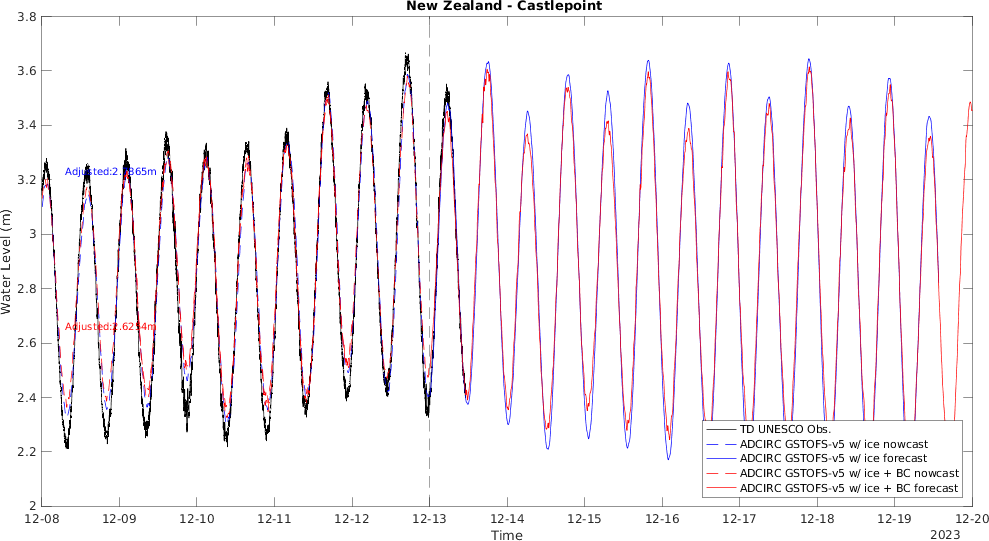 New Zealand - Castlepoint
3.8
3.6
3.4
3.2
3
2.8
2.6
2.4
2.2
2
Water Level (m)
Adjusted:2.6254m
TD UNESCO Obs.
ADCIRC GSTOFS-v5 w/ ice nowcast
ADCIRC GSTOFS-v5 w/ ice forecast
ADCIRC GSTOFS-v5 w/ ice + BC nowcast
ADCIRC GSTOFS-v5 w/ ice + BC forecast
12-08
12-09
12-10
12-11
12-12
12-13
12-14
12-15
12-16
12-17
12-18
12-19
12-20
Time
2023